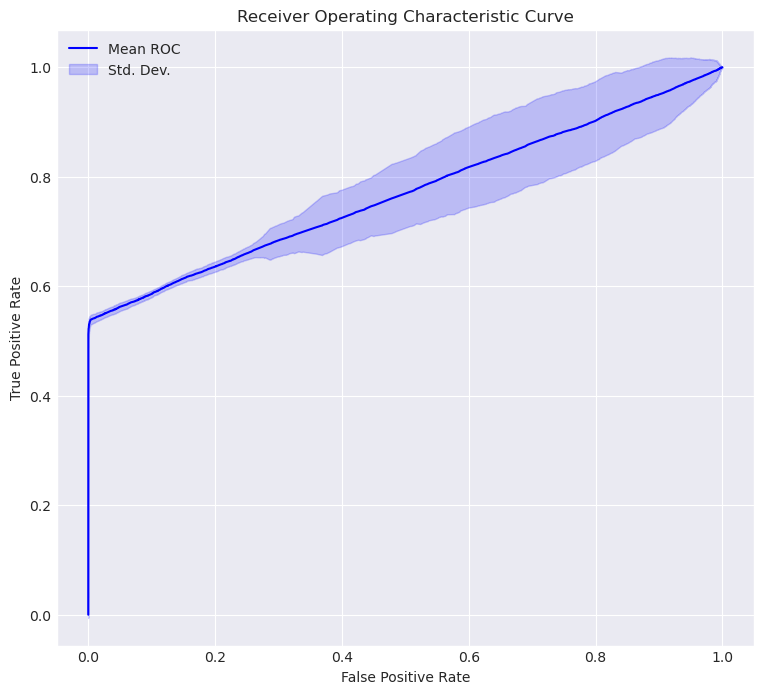 Receiver Operating Characteristic Curve
Mean ROC
Std. Dev.
True Positive Rate
1.0
0.8
0.6
0.4
0.2
0.0
0.0 0.2 0.4 0.6 0.8 1.0
False Positive Rate